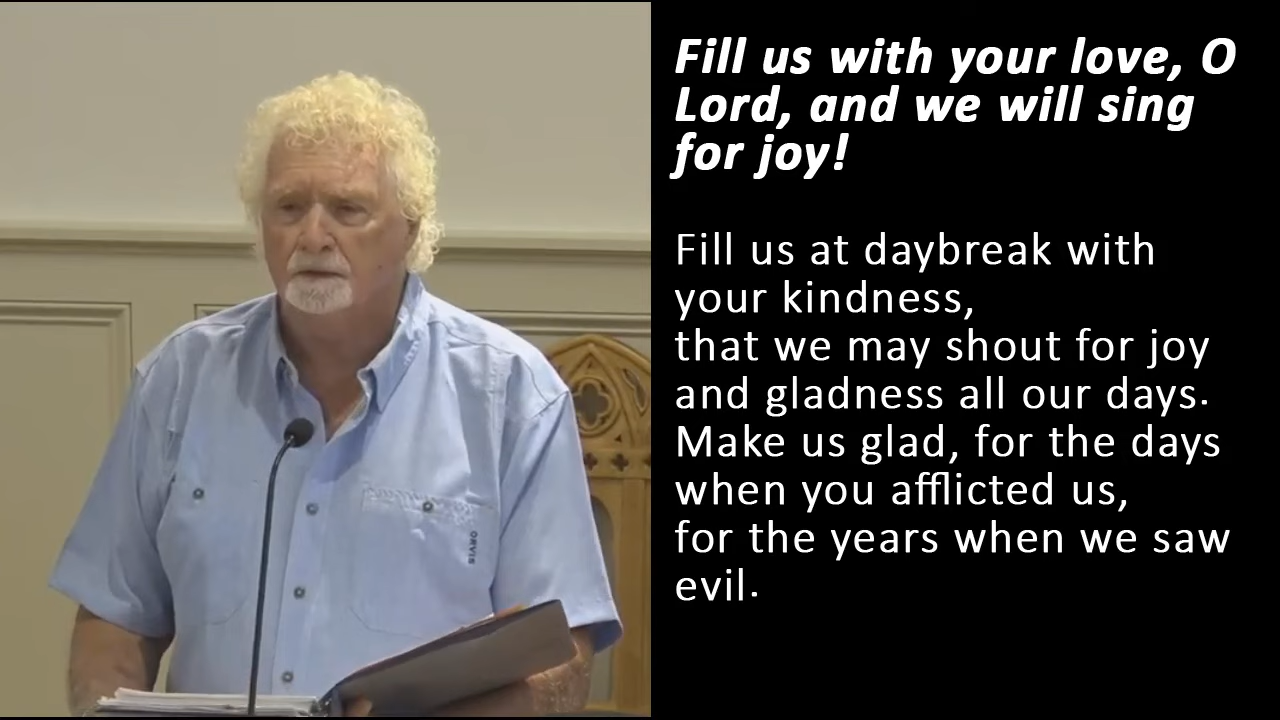 Fill us with your love, O
Lord, and we will sing
for joy!
Fill us at daybreak with
your kindness,
that we may shout for joy
and gladness all our days.
Make us glad, for the days
when you afflicted us,
for the years when we saw
evil.
ORVIS